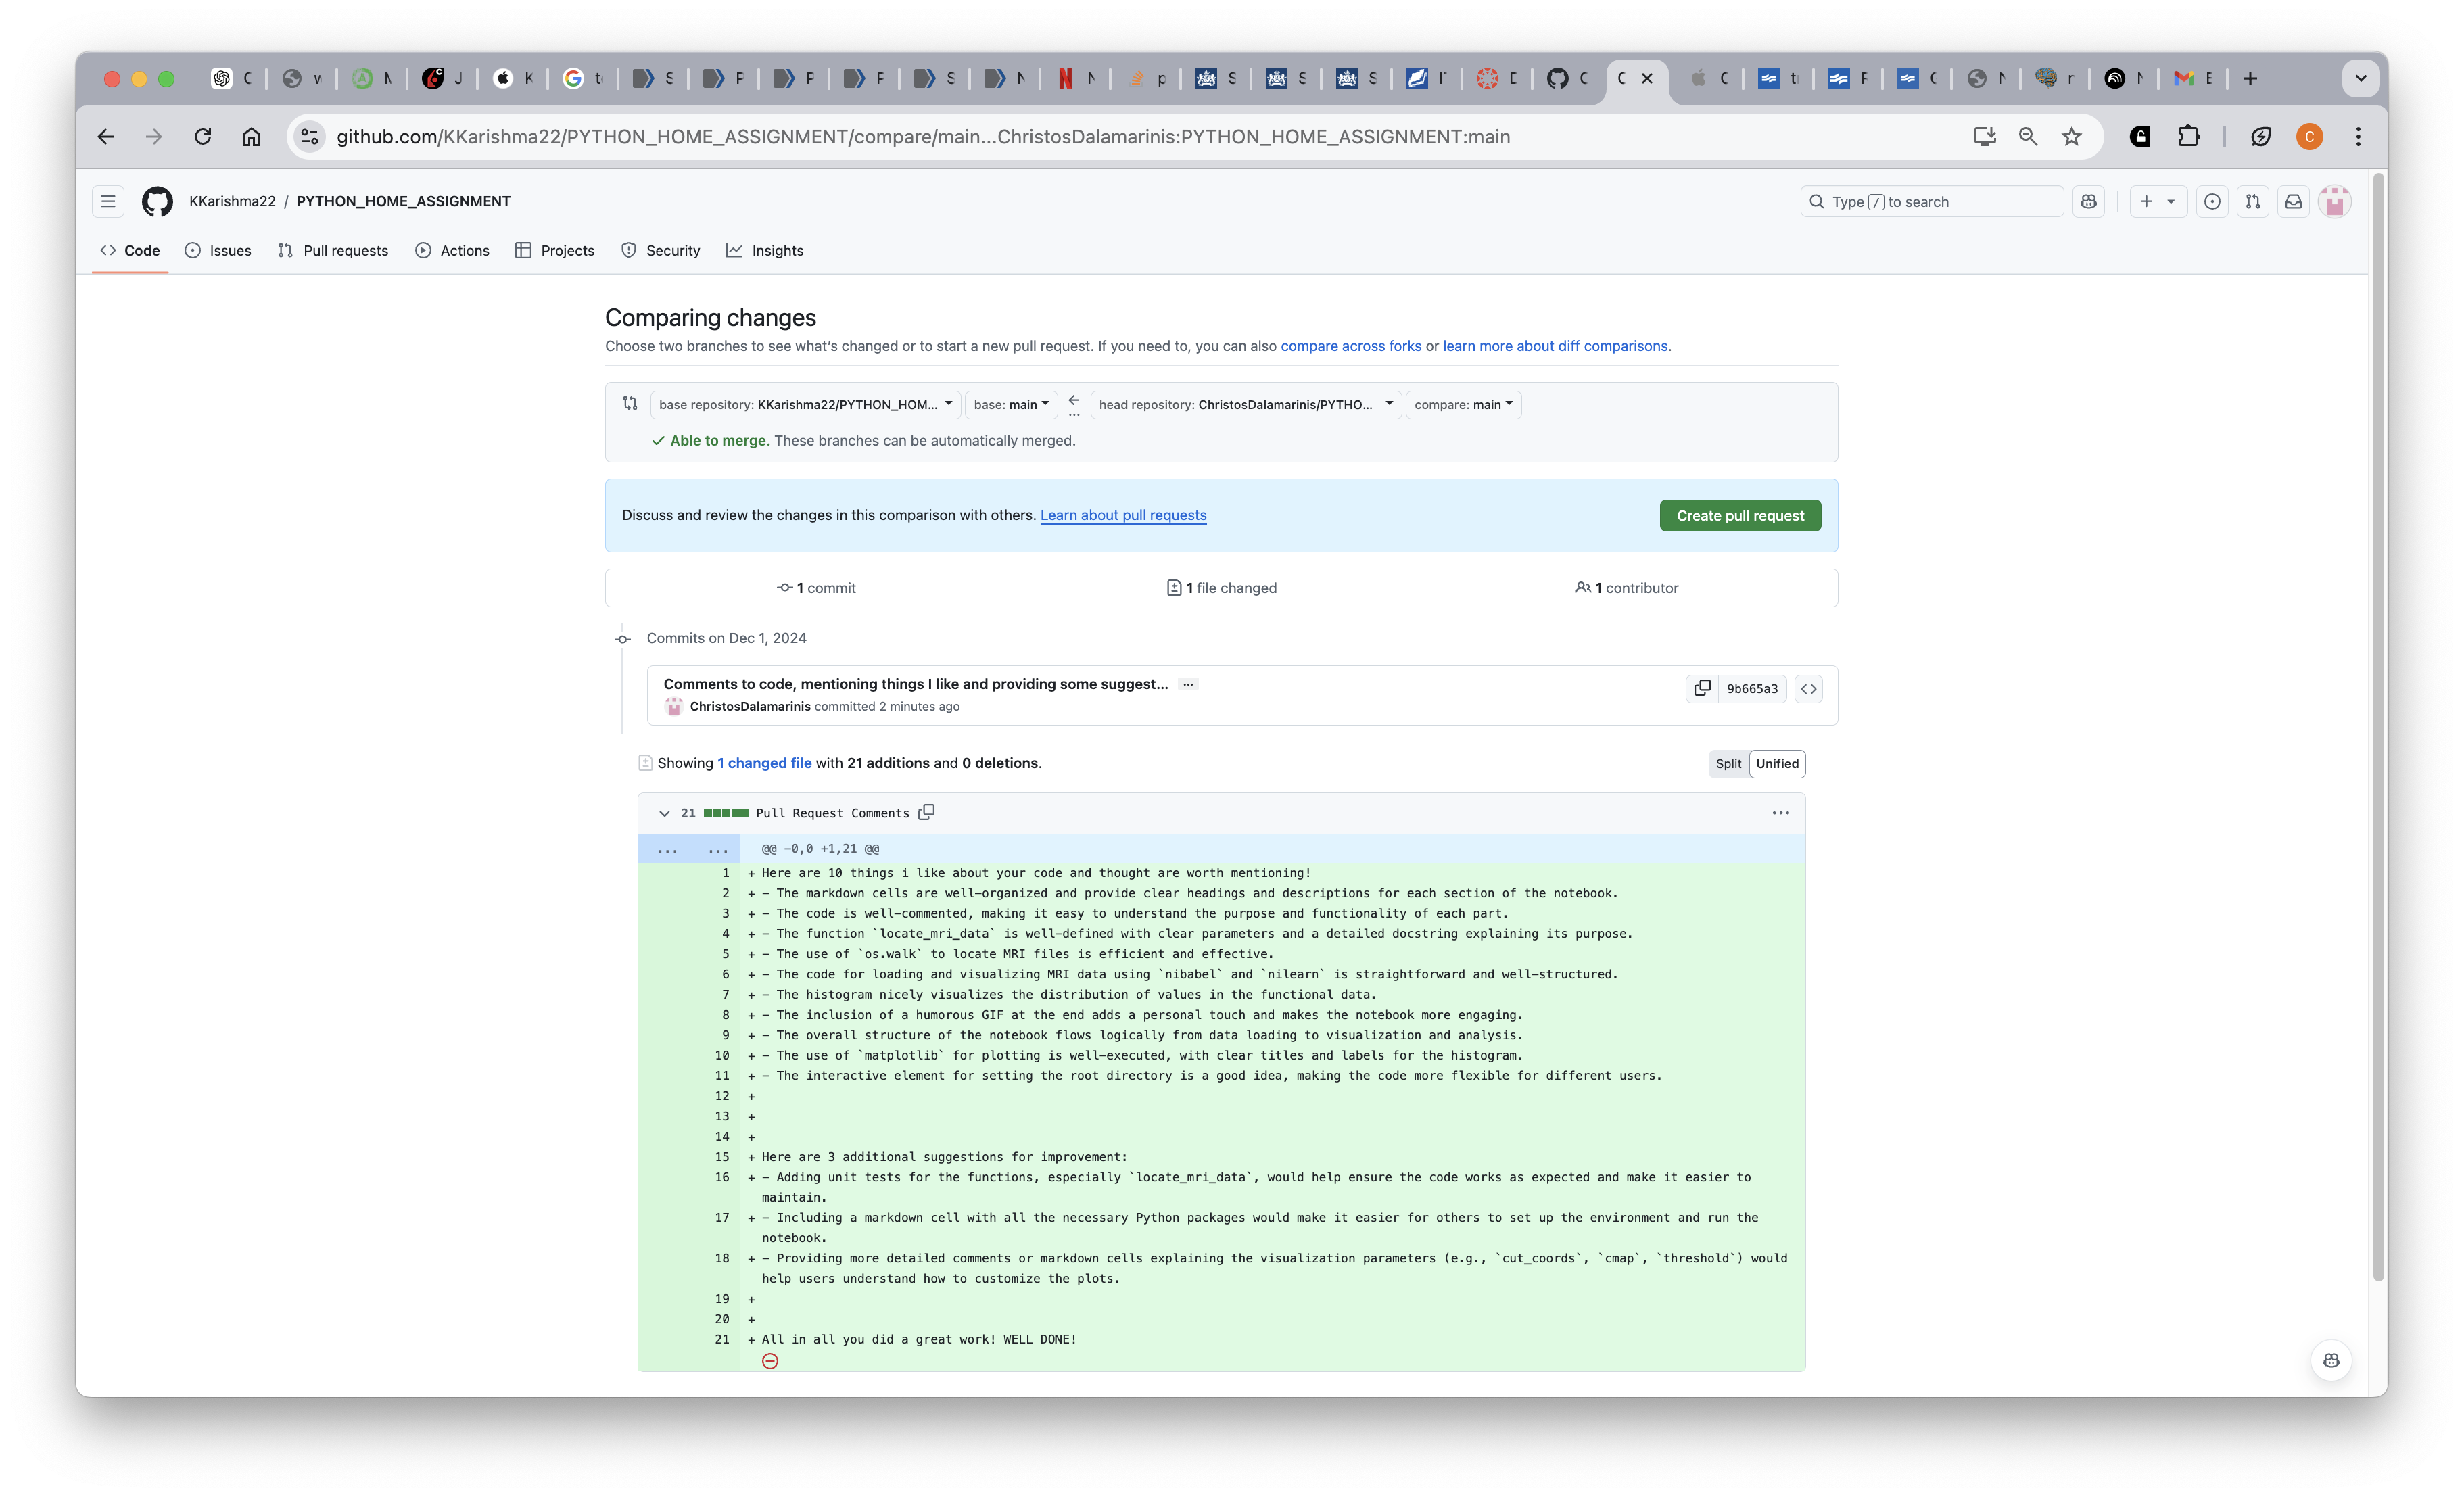 C
v
M
J
K
t
S
F
F
F
S
N
N
p
S
S
S
I
D
C
C
C
t
F
C
N
r
N
E
github.com/KKarishma22/PYTHON_HOME_ASSIGNMENT/compare/main...ChristosDalamarinis:PYTHON_HOME_ASSIGNMENT:main
C
KKarishma22 / PYTHON_HOME_ASSIGNMENT
Type / to search
Code Issues Pull requests Actions Projects Security Insights
Comparing changes
Choose two branches to see what's changed or to start a new pull request. If you need to, you can also compare across forks or learn more about diff comparisons.
base repository: KKarishma22/PYTHON_HOM... base: main ... head repository: ChristosDalamarinis/PYTHO... compare: main
Able to merge. These branches can be automatically merged.
Discuss and review the changes in this comparison with others. Learn about pull requests Create pull request
1 commit 1 file changed 1 contributor
Commits on Dec 1, 2024
Comments to code, mentioning things I like and providing some suggest... ...
ChristosDalamarinis committed 2 minutes ago 9b665a3
Showing 1 changed file with 21 additions and 0 deletions. Split Unified
21 Pull Request Comments ...
... ... @@ -0,0 +1,21 @@
1 + Here are 10 things i like about your code and thought are worth mentioning!
2 + - The markdown cells are well-organized and provide clear headings and descriptions for each section of the notebook.
3 + - The code is well-commented, making it easy to understand the purpose and functionality of each part.
4 + - The function `locate_mri_data` is well-defined with clear parameters and a detailed docstring explaining its purpose.
5 + - The use of `os.walk` to locate MRI files is efficient and effective.
6 + - The code for loading and visualizing MRI data using `nibabel` and `nilearn` is straightforward and well-structured.
7 + - The histogram nicely visualizes the distribution of values in the functional data.
8 + - The inclusion of a humorous GIF at the end adds a personal touch and makes the notebook more engaging.
9 + - The overall structure of the notebook flows logically from data loading to visualization and analysis.
10 + - The use of `matplotlib` for plotting is well-executed, with clear titles and labels for the histogram.
11 + - The interactive element for setting the root directory is a good idea, making the code more flexible for different users.
12 +
13 +
14 +
15 + Here are 3 additional suggestions for improvement:
16 + - Adding unit tests for the functions, especially `locate_mri_data`, would help ensure the code works as expected and make it easier to
maintain.
17 + - Including a markdown cell with all the necessary Python packages would make it easier for others to set up the environment and run the
notebook.
18 + - Providing more detailed comments or markdown cells explaining the visualization parameters (e.g., `cut_coords`, `cmap`, `threshold`) would
help users understand how to customize the plots.
19 +
20 +
21 + All in all you did a great work! WELL DONE!